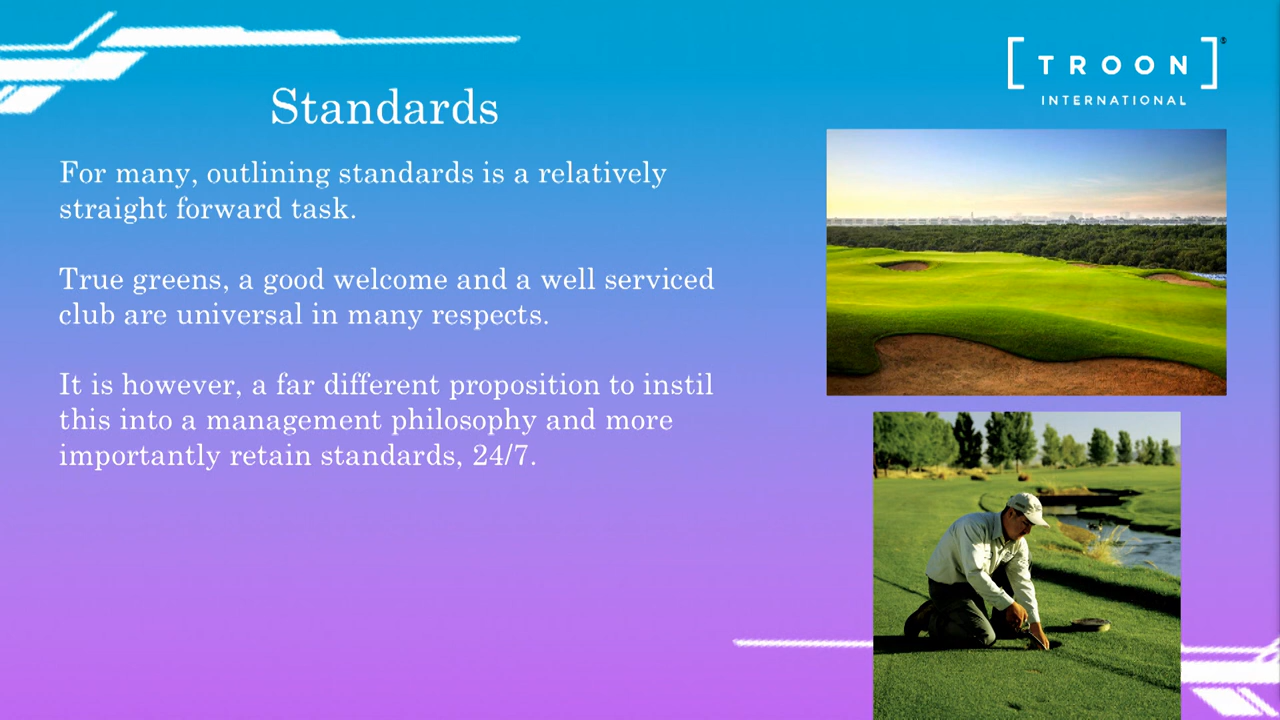 [ TROON ]®
INTERNATIONAL
Standards
For many, outlining standards is a relatively
straight forward task.
True greens, a good welcome and a well serviced
club are universal in many respects.
It is however, a far different proposition to instil
this into a management philosophy and more
importantly retain standards, 24/7.